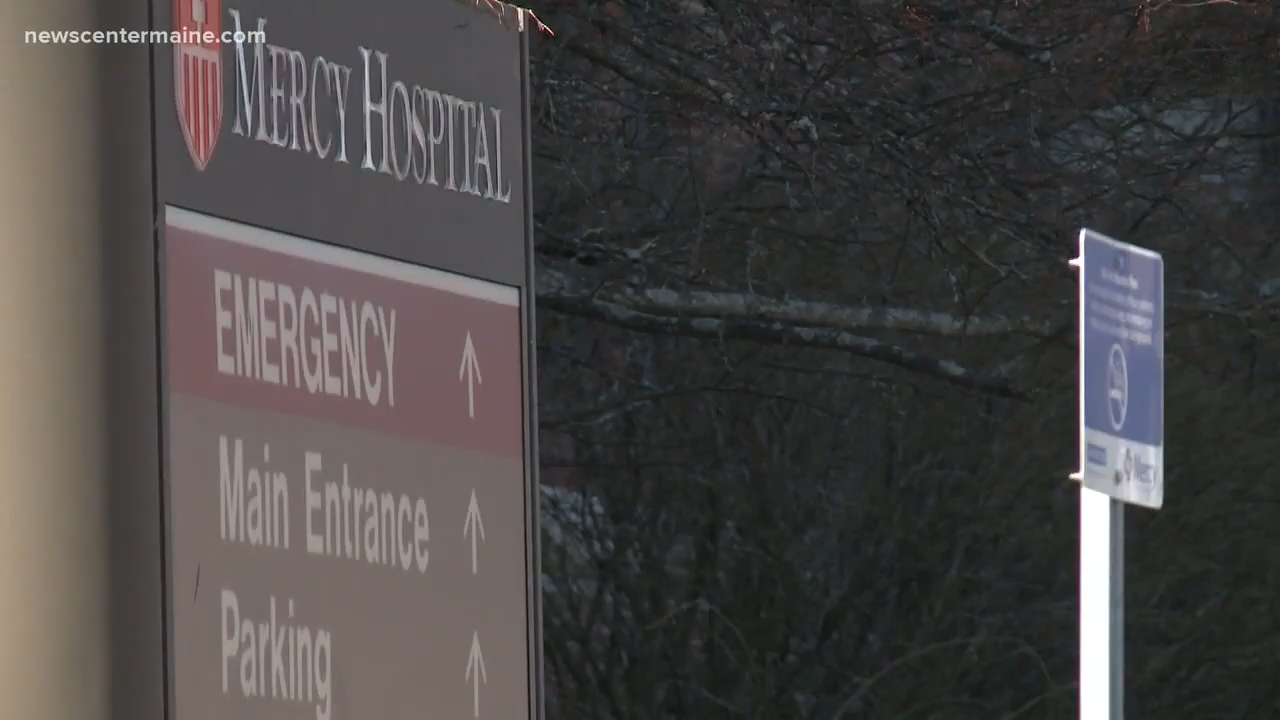 newscentermaine.com
MERCY HOSPITAL
EMERGENCY
Main Entrance
Parking
Mercy